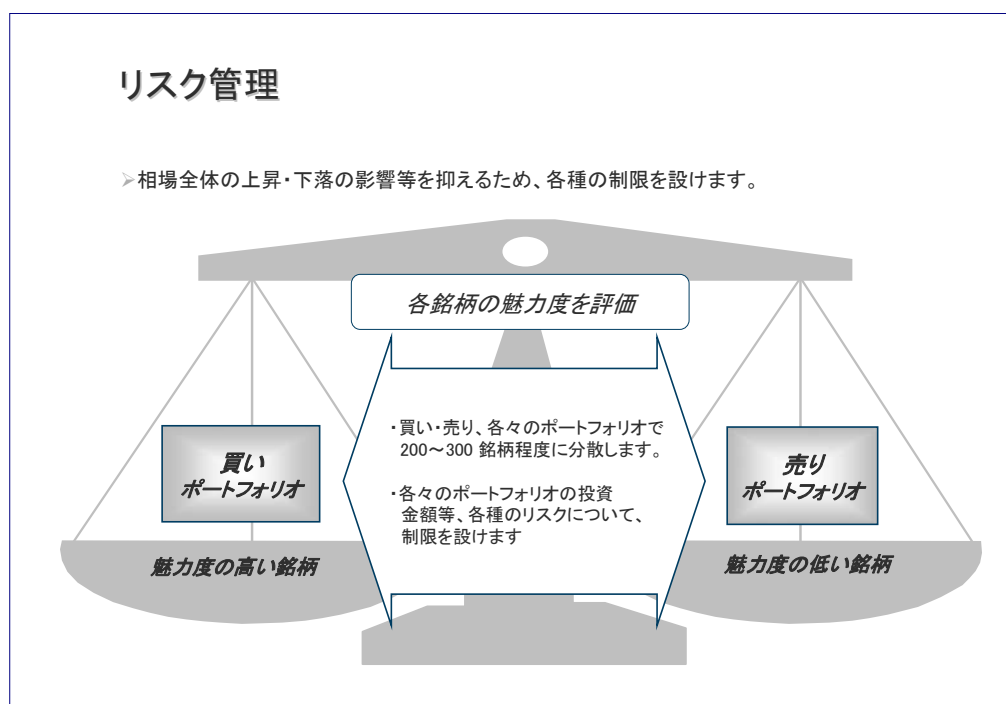 リスク管理
➢相場全体の上昇・下落の影響等を抑えるため、各種の制限を設けます。
各銘柄の魅力度を評価
・買い・売り、各々のポートフォリオで
200～300 銘柄程度に分散します。
・各々のポートフォリオの投資
金額等、各種のリスクについて、
制限を設けます
買い
ポートフォリオ
魅力度の高い銘柄
売り
ポートフォリオ
魅力度の低い銘柄